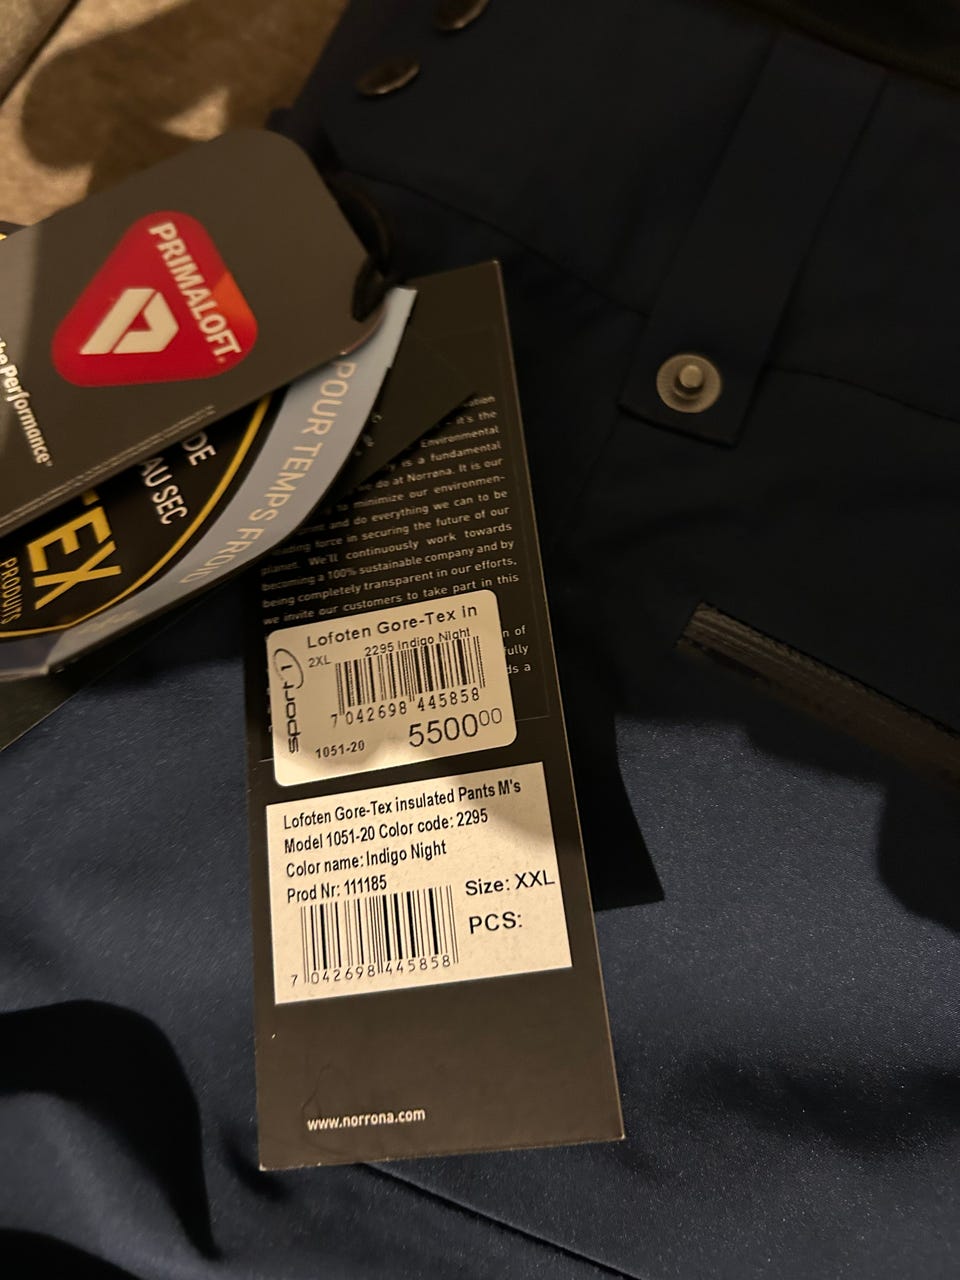 PRIMALOFT
the Performance
POUR TEMPS FROID
DE
AU SEC
TEX
PRODUITS
- it's the
Environmental
is a fundamental
we do at Norrøna. It is our
to minimize our environmen-
and do everything we can to be
leading force in securing the future of our
planet. We'll continuously work towards
becoming a 100% sustainable company and by
being completely transparent in our efforts,
we invite our customers to take part in this
Lofoten Gore-Tex in
2XL 2295 Indigo Night
sport 1
7 042698 445858
1051-20 550000
Lofoten Gore-Tex insulated Pants M's
Model 1051-20 Color code: 2295
Color name: Indigo Night
Prod Nr: 111185
Size: XXL
PCS:
7 042698 445858
www.norrona.com